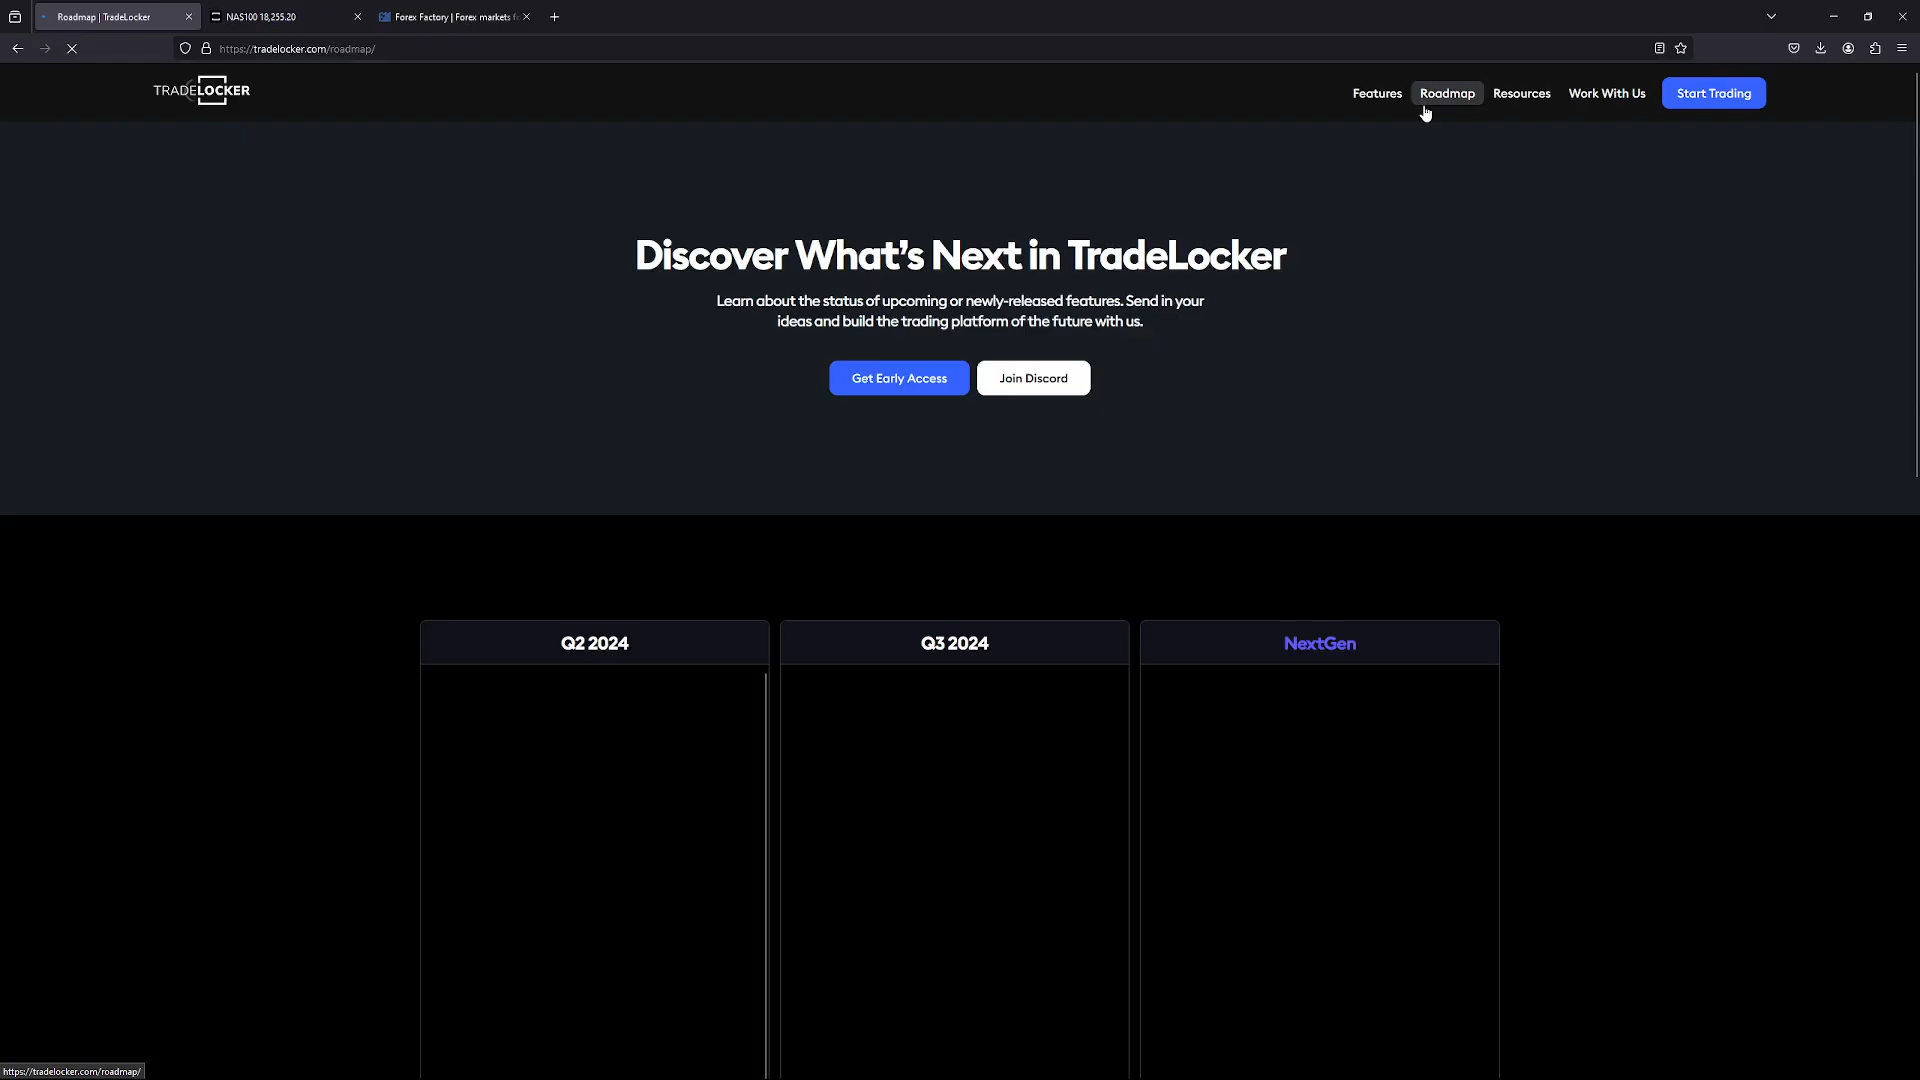 Roadmap | TradeLocker
NAS100 18,255.20
Forex Factory | Forex markets f
https://tradelocker.com/roadmap/
TRADELOCKER
Features
Roadmap
Resources
Work With Us
Start Trading
Discover What's Next in TradeLocker
Learn about the status of upcoming or newly-released features. Send in your
ideas and build the trading platform of the future with us.
Get Early Access
Join Discord
Q2 2024
Q3 2024
NextGen
https://tradelocker.com/roadmap/